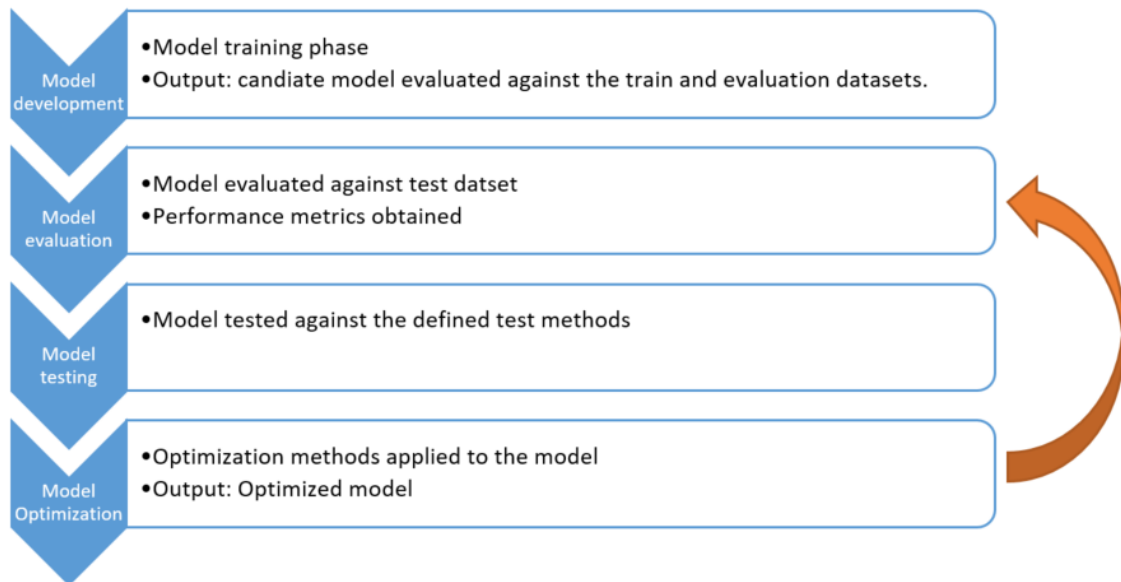 Model
development
•Model training phase
•Output: candiate model evaluated against the train and evaluation datasets.
Model
evaluation
•Model evaluated against test datset
•Performance metrics obtained
Model
testing
•Model tested against the defined test methods
Model
Optimization
•Optimization methods applied to the model
•Output: Optimized model